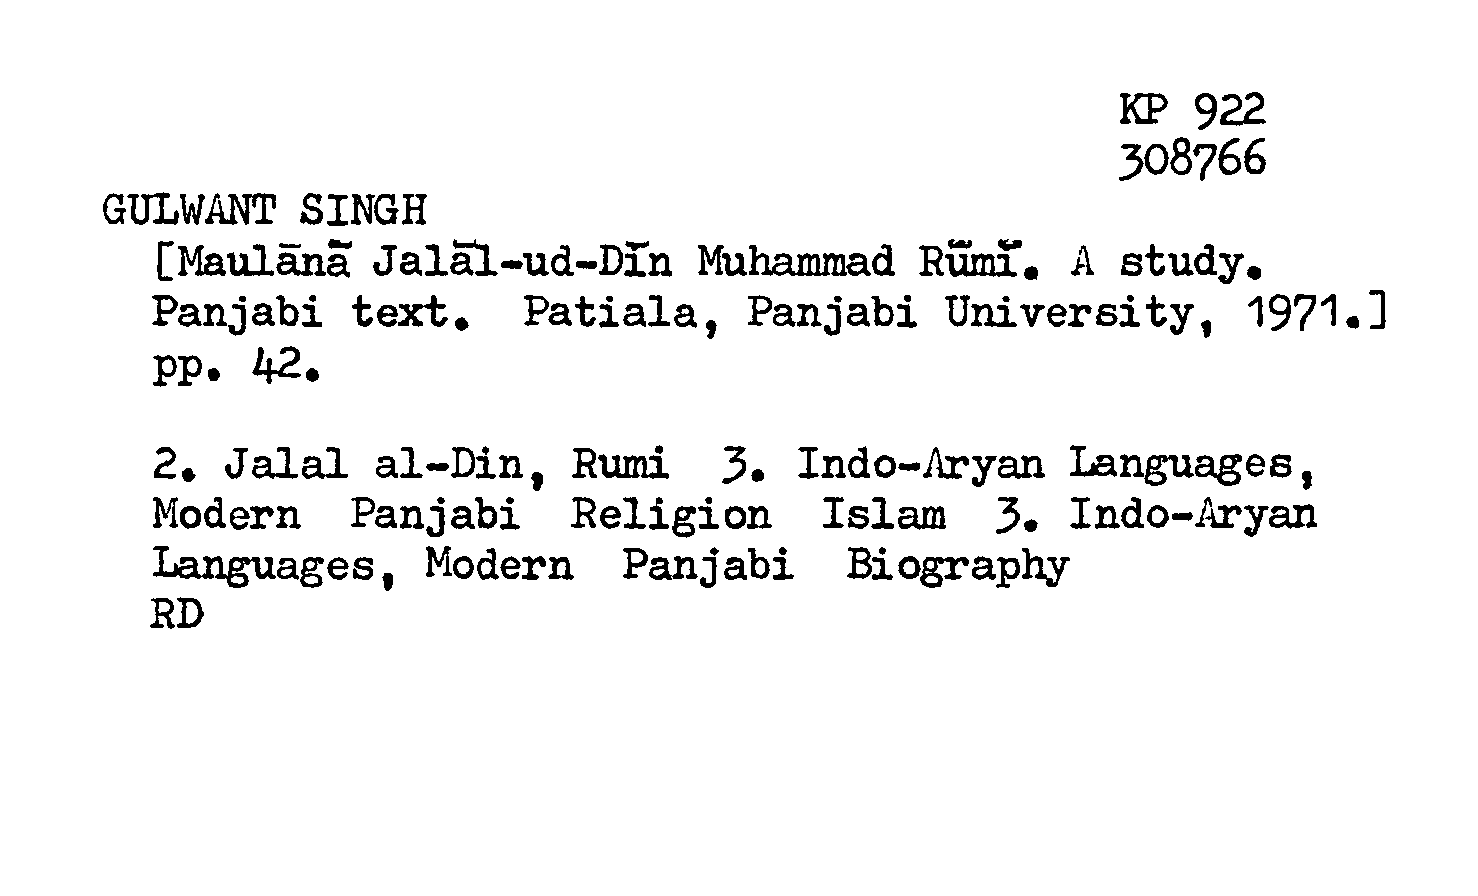 KP 922
308766
GULWANT SINGH
[Maulānā Jalāl-ud-Dīn Muhammad Rūmī. A study.
Panjabi text. Patiala, Panjabi University, 1971.]
pp. 42.
2. Jalal al-Din, Rumi 3. Indo-Aryan Languages,
Modern Panjabi Religion Islam 3. Indo-Aryan
Languages, Modern Panjabi Biography
RD